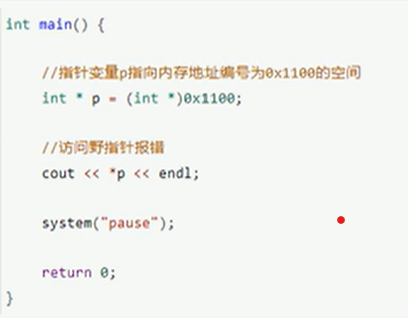 int main() {
//指针变量p指向内存地址编号为0x1100的空间
int * p = (int *)0x1100;
//访问野指针报错
cout << *p << endl;
system("pause");
return 0;
}